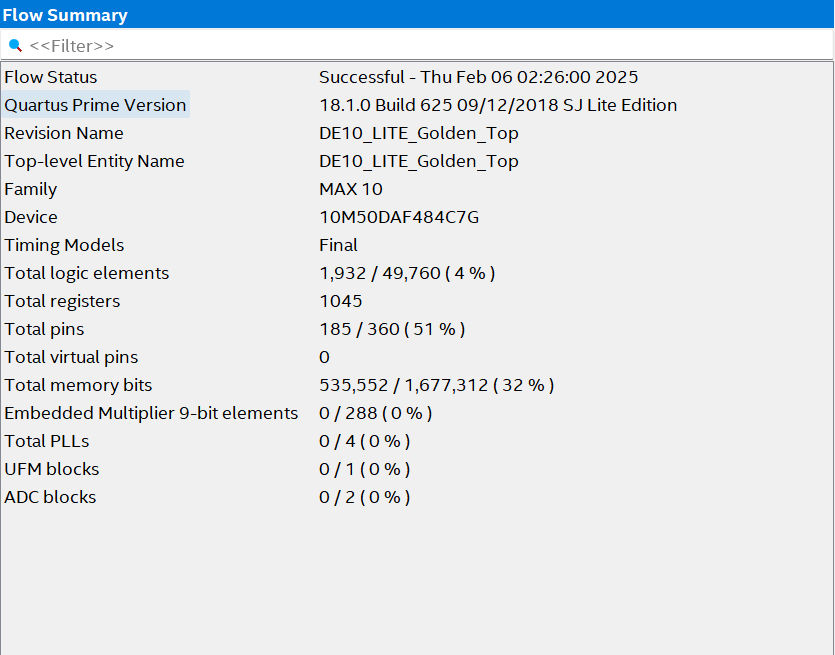 Flow Summary
<<Filter>>
Flow Status Successful - Thu Feb 06 02:26:00 2025
Quartus Prime Version 18.1.0 Build 625 09/12/2018 SJ Lite Edition
Revision Name DE10_LITE_Golden_Top
Top-level Entity Name DE10_LITE_Golden_Top
Family MAX 10
Device 10M50DAF484C7G
Timing Models Final
Total logic elements 1,932 / 49,760 ( 4 % )
Total registers 1045
Total pins 185 / 360 ( 51 % )
Total virtual pins 0
Total memory bits 535,552 / 1,677,312 ( 32 % )
Embedded Multiplier 9-bit elements 0 / 288 ( 0 % )
Total PLLs 0 / 4 ( 0 % )
UFM blocks 0 / 1 ( 0 % )
ADC blocks 0 / 2 ( 0 % )